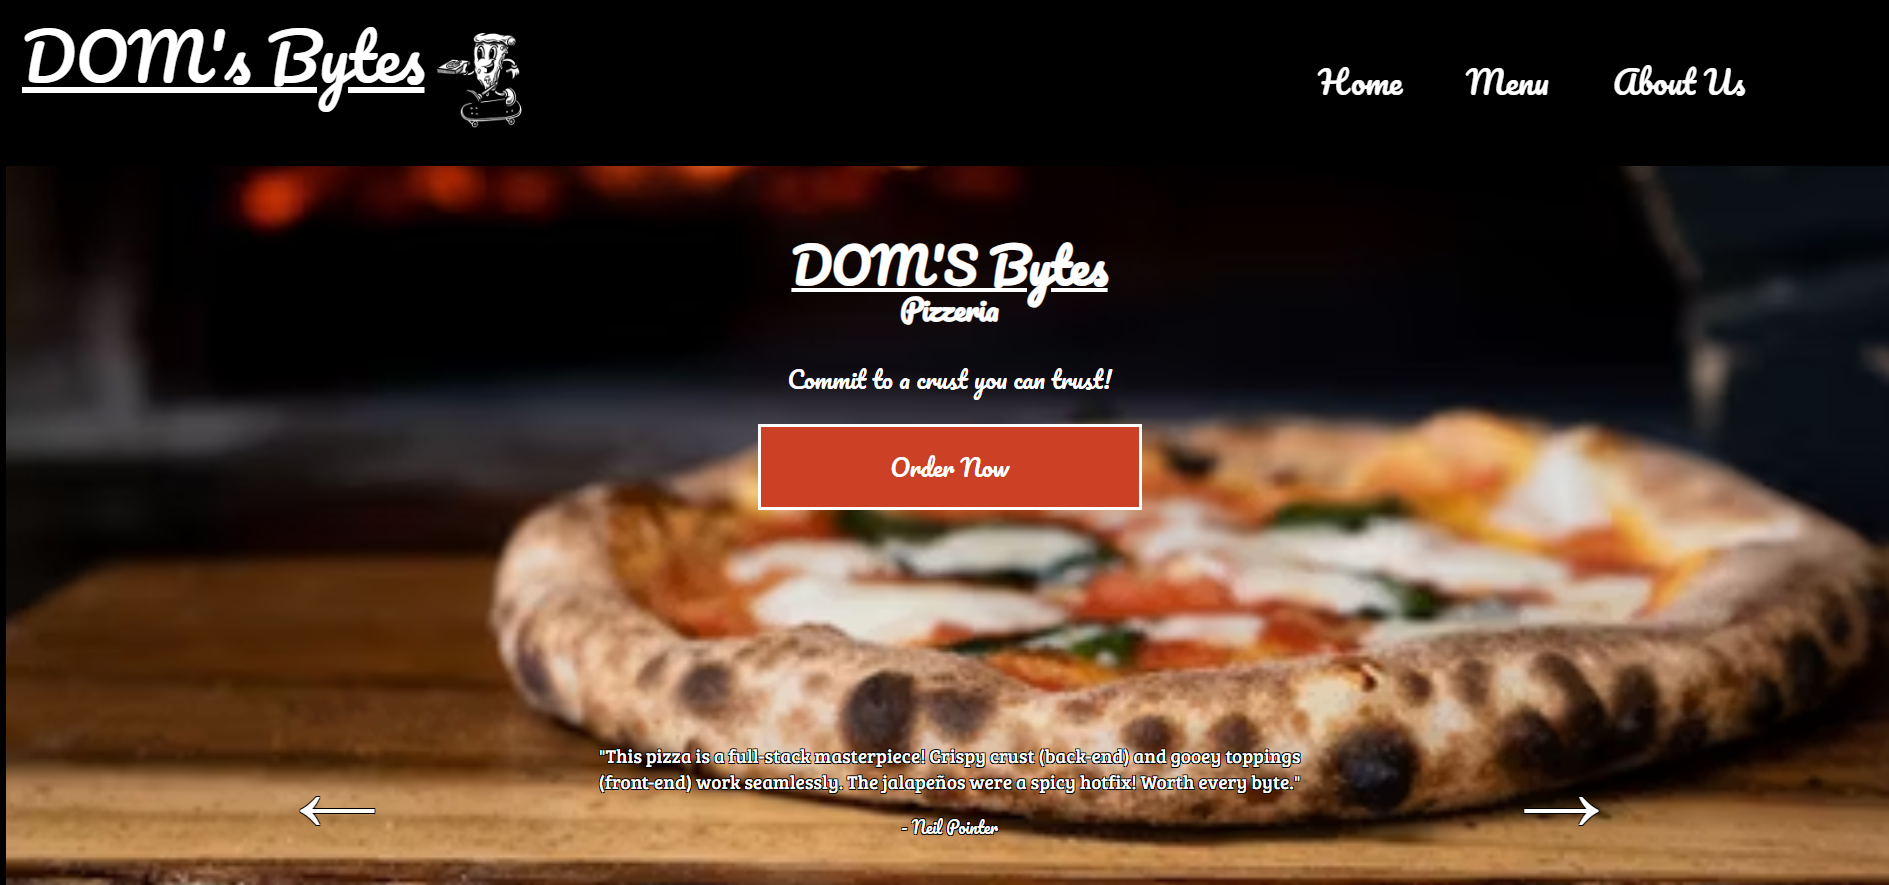 DOM's Bytes
Home Menu About Us
DOM'S Bytes
Pizzeria
Commit to a crust you can trust!
Order Now
"This pizza is a full-stack masterpiece! Crispy crust (back-end) and gooey toppings
(front-end) work seamlessly. The jalapeños were a spicy hotfix! Worth every byte."
- Neil Pointer